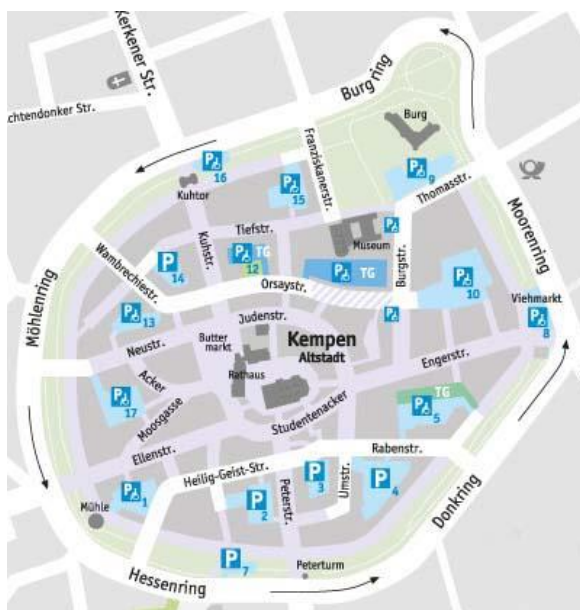 Kerkener Str.
chtendonker Str.
Burgring
Burg
Franziskanerstr.
P
16
P
15
P
9
Kuhtor
Thomasstr.
Moorenring
Tiefstr.
Museum
P
Kuhstr.
P
TG
12
P
14
P
TG
Burgstr.
Wambrechiestr.
Orsaystr.
P
10
Viehmarkt
Möhlenring
P
13
Judenstr.
P
P
8
Neustr.
Butter
markt
Kempen
Altstadt
Engerstr.
Rathaus
Acker
P
17
Moosgasse
Studentenacker
TG
P
5
Ellenstr.
Rabenstr.
Heilig-Geist-Str.
P
1
P
2
Peterstr.
P
3
Umstr.
P
4
Mühle
Donkring
P
7
Peterturm
Hessenring